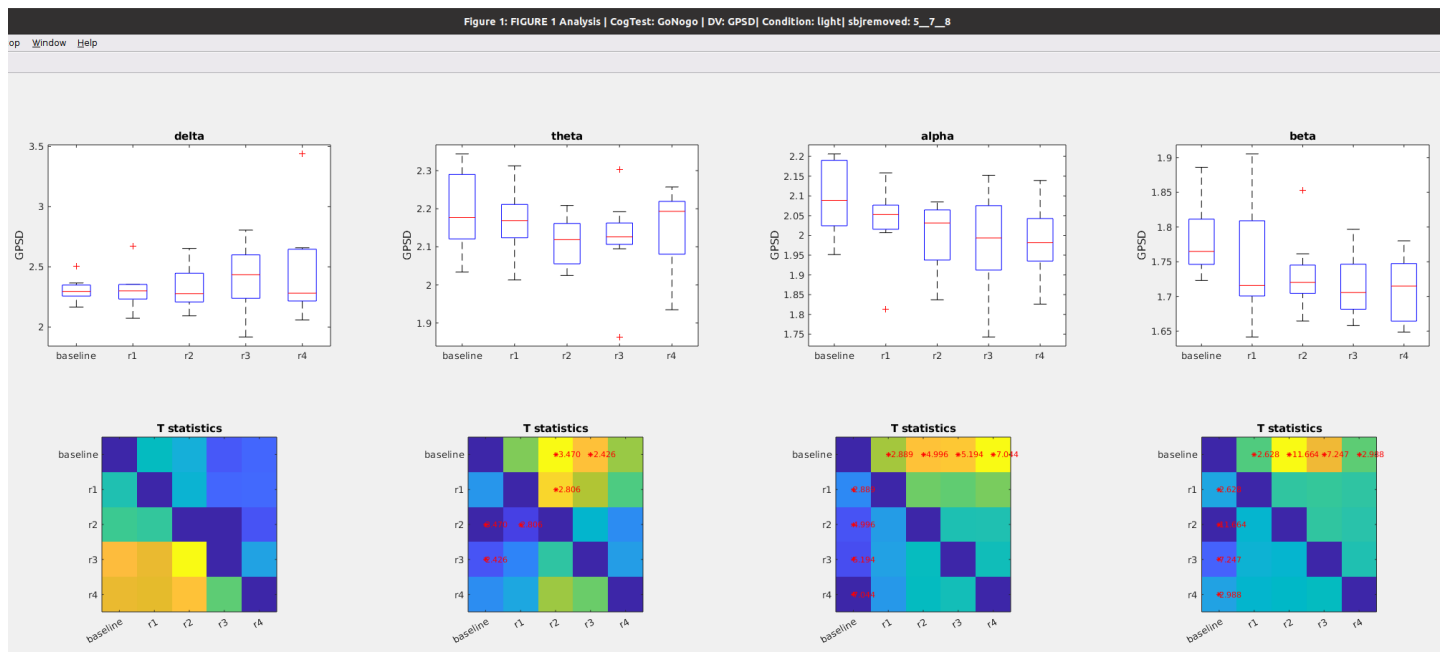 Figure 1: FIGURE 1 Analysis | CogTest: GoNogo | DV: GPSD| Condition: light| sbjremoved: 5__7__8
op Window Help
delta
3.5
3
2.5
2
GPSD
baseline r1 r2 r3 r4
theta
2.3
2.2
2.1
2
1.9
GPSD
baseline r1 r2 r3 r4
alpha
2.2
2.15
2.1
2.05
2
1.95
1.9
1.85
1.8
1.75
GPSD
baseline r1 r2 r3 r4
beta
1.9
1.85
1.8
1.75
1.7
1.65
GPSD
baseline r1 r2 r3 r4
T statistics
baseline
r1
r2
r3
r4
baseline r1 r2 r3 r4
T statistics
baseline *3.470 *2.426
r1 *2.806
r2
r3 *2.426
r4
baseline r1 r2 r3 r4
T statistics
baseline *2.889 *4.996 *5.194 *7.044
r1
r2
r3
r4
baseline r1 r2 r3 r4
T statistics
baseline *2.628 *11.664 *7.247 *2.988
r1
r2
r3 *7.247
r4 *2.988
baseline r1 r2 r3 r4